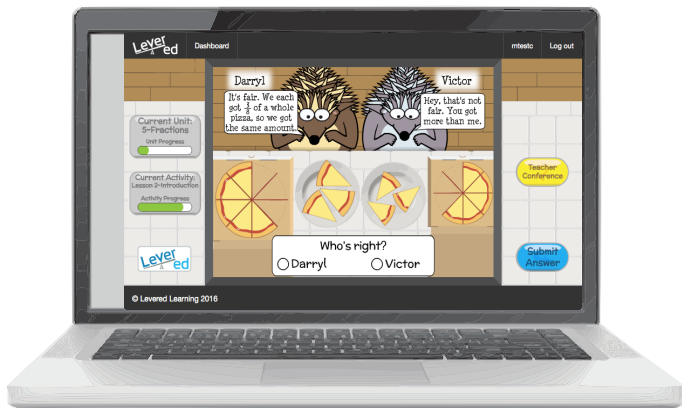 Lever ed
Dashboard
mtestc
Log out
Darryl
It's fair. We each
got 3/8 of a whole
pizza, so we got
the same amount.
Victor
Hey, that's not
fair. You got
more than me.
Current Unit:
5-Fractions
Unit Progress
Current Activity:
Lesson 2-Introduction
Activity Progress
Teacher
Conference
Who's right?
Darryl
Victor
Lever ed
Submit
Answer
© Levered Learning 2016